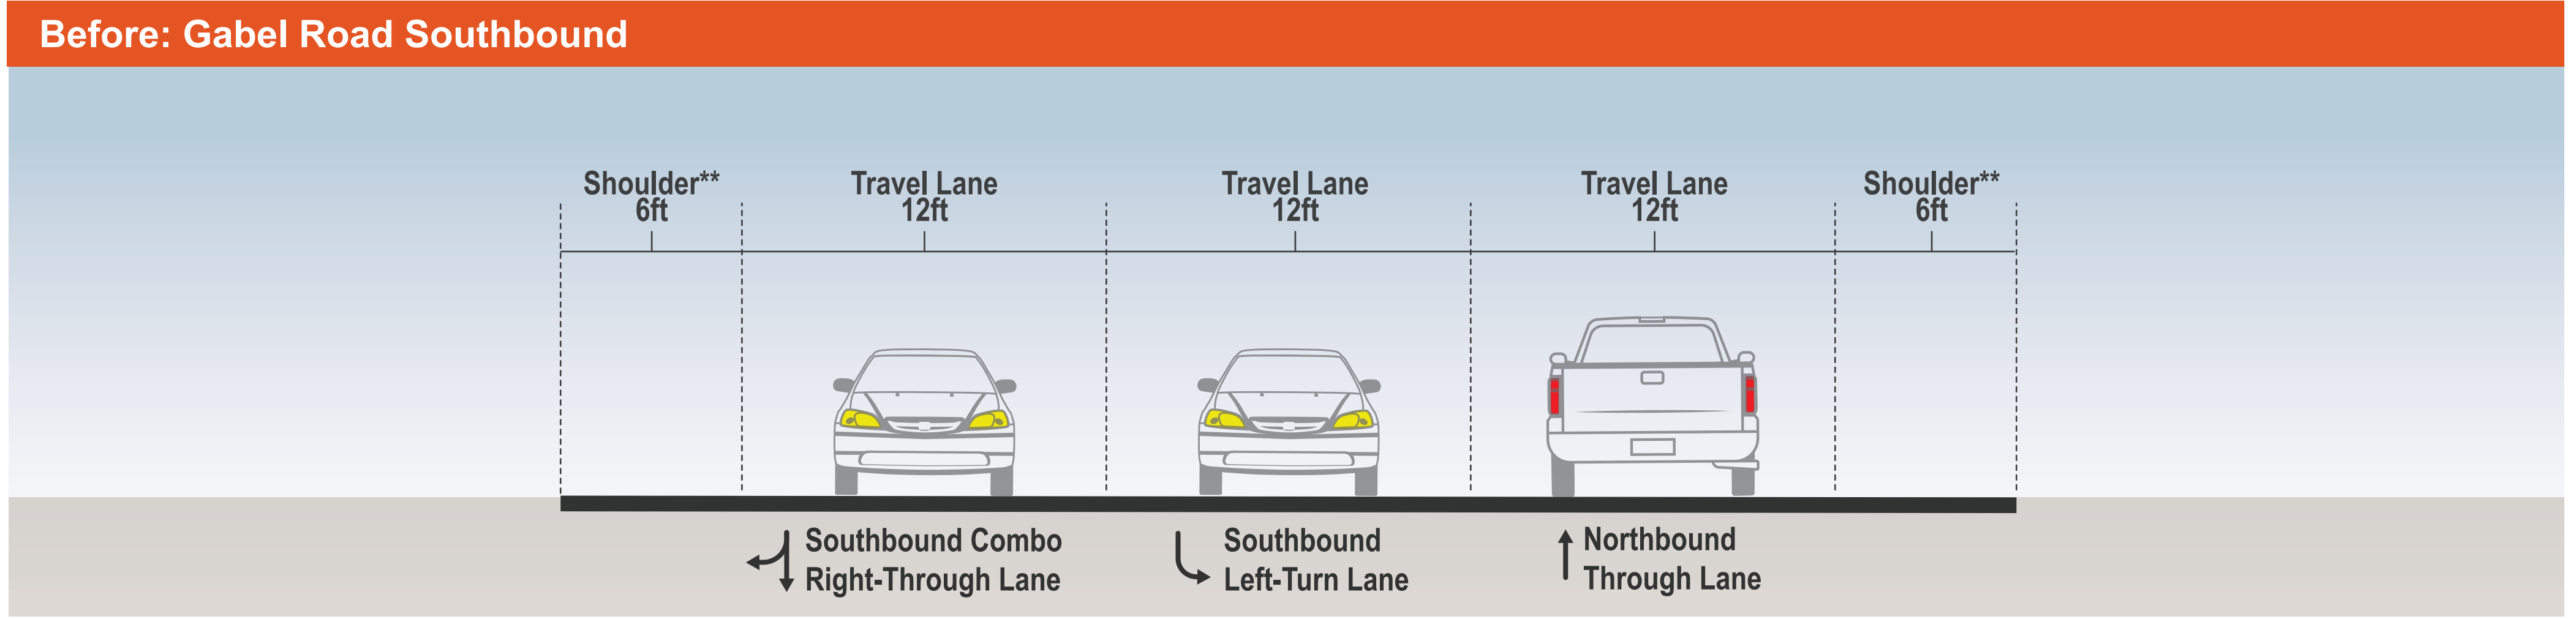 Before: Gabel Road Southbound
Shoulder**
6ft
Travel Lane
12ft
Travel Lane
12ft
Travel Lane
12ft
Shoulder**
6ft
Southbound Combo
Right-Through Lane
Southbound
Left-Turn Lane
Northbound
Through Lane